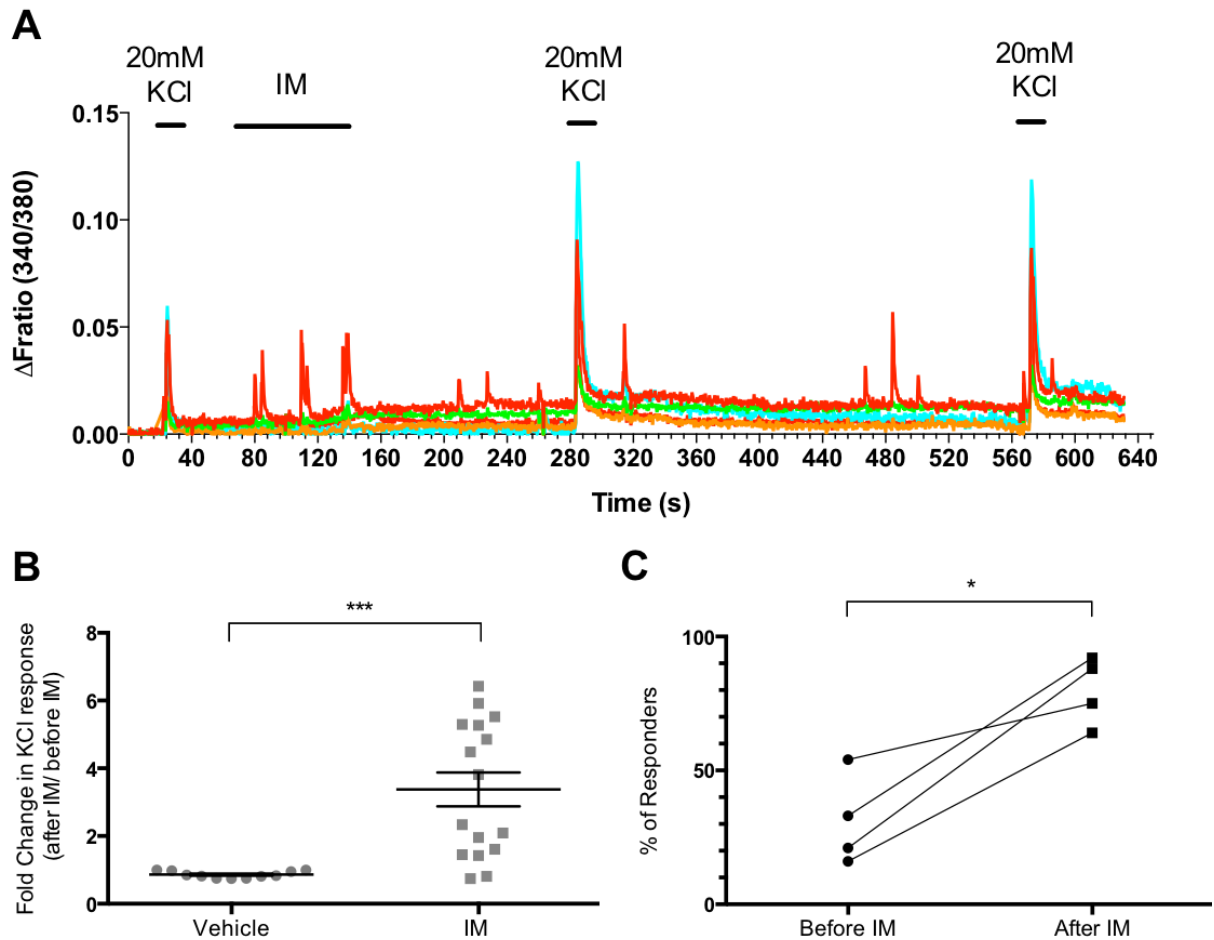 A
20mM
KCl
IM
20mM
KCl
20mM
KCl
0.15
0.10
0.05
0.00
ΔFratio (340/380)
0 40 80 120 160 200 240 280 320 360 400 440 480 520 560 600 640
Time (s)
B
***
8
6
4
2
0
Fold Change in KCl response
(after IM/ before IM)
Vehicle IM
C
*
100
50
0
% of Responders
Before IM After IM